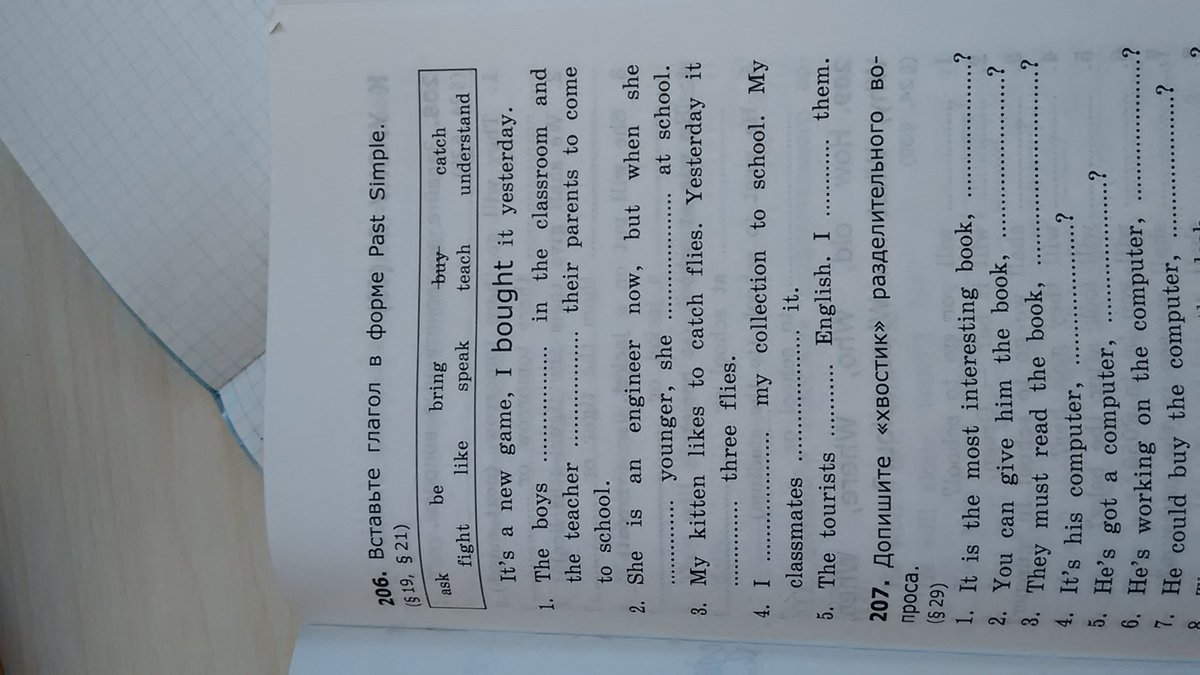 206. Вставьте глагол в форме Past Simple.
(§ 19, § 21)
ask be bring buy catch
fight like speak teach understand
It's a new game, I bought it yesterday.
1. The boys ................ in the classroom and
the teacher ................ their parents to come
to school.
2. She is an engineer now, but when she
............ younger, she ................ at school.
3. My kitten likes to catch flies. Yesterday it
............ three flies.
4. I ................ my collection to school. My
classmates ................ it.
5. The tourists ............ English. I ............ them.
207. Допишите «хвостик» разделительного во-
проса.
(§ 29)
1. It is the most interesting book, ................?
2. You can give him the book, ................?
3. They must read the book, ................?
4. It's his computer, ................?
5. He's got a computer, ................?
6. He's working on the computer, ................?
7. He could buy the computer, ................?
8.